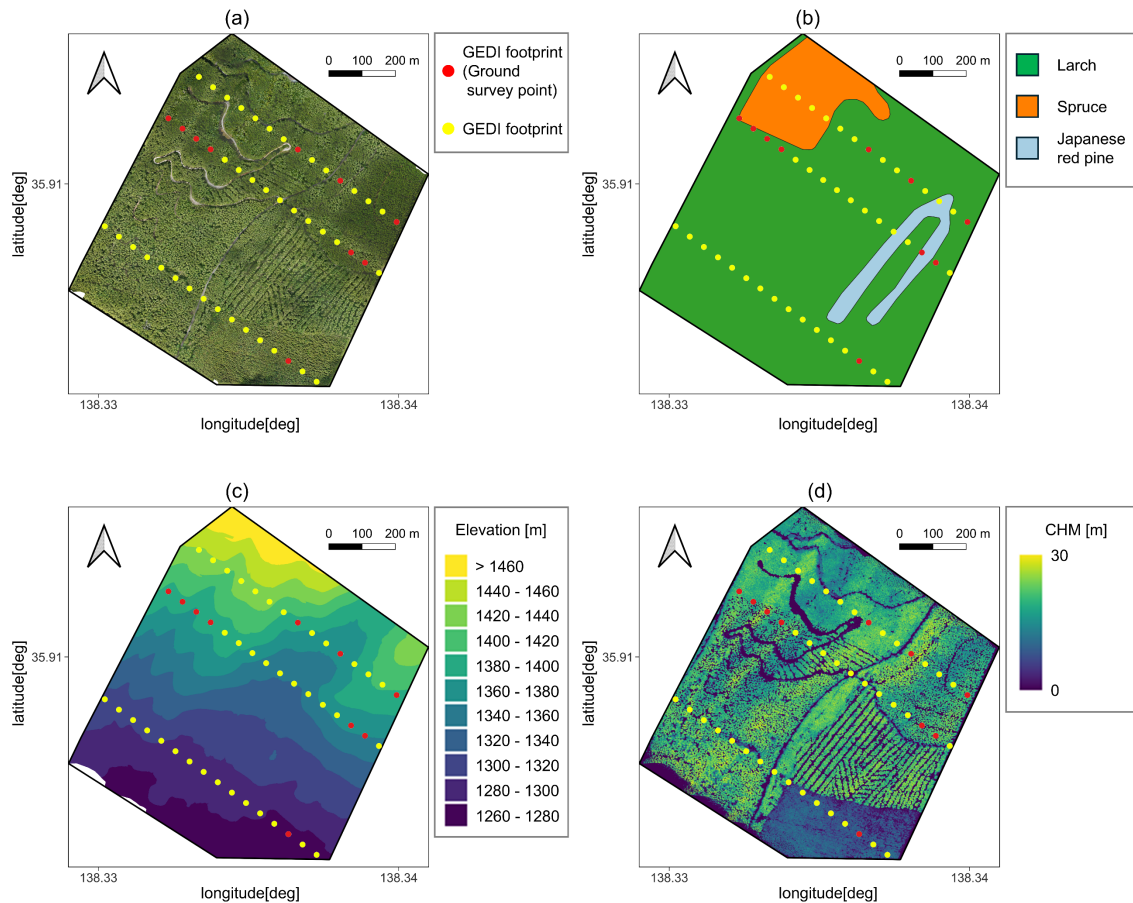 (a)
GEDI footprint
(Ground
survey point)
GEDI footprint
0 100 200 m
35.91
latitude[deg]
138.33
138.34
longitude[deg]
(b)
Larch
Spruce
Japanese
red pine
0 100 200 m
35.91
latitude[deg]
138.33
138.34
longitude[deg]
(c)
Elevation [m]
> 1460
1440 - 1460
1420 - 1440
1400 - 1420
1380 - 1400
1360 - 1380
1340 - 1360
1320 - 1340
1300 - 1320
1280 - 1300
1260 - 1280
0 100 200 m
35.91
latitude[deg]
138.33
138.34
longitude[deg]
(d)
CHM [m]
30
0
0 100 200 m
35.91
latitude[deg]
138.33
138.34
longitude[deg]